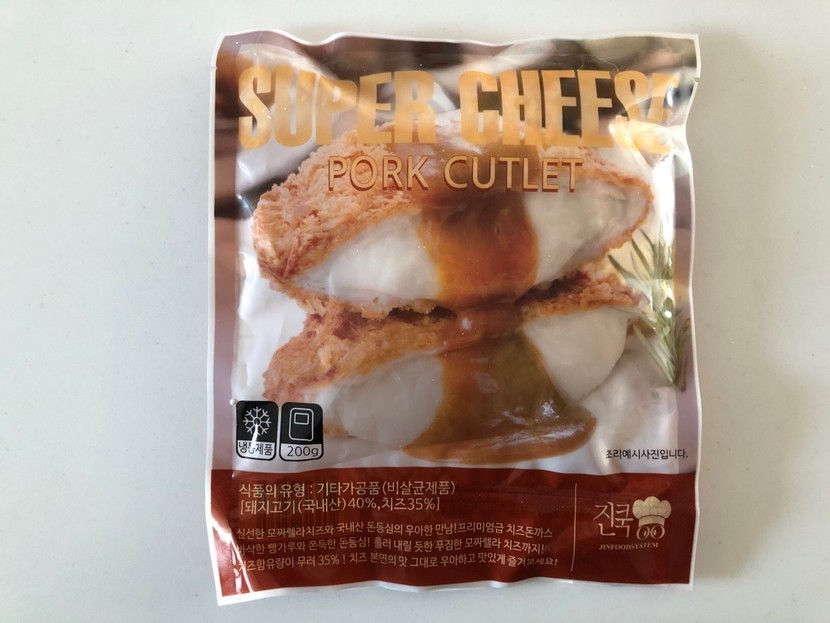 SUPER CHEESE
PORK CUTLET
냉동제품
200g
조리예시사진입니다.
식품의 유형 : 기타가공품(비살균제품)
[돼지고기(국내산)40%,치즈35%]
신선한 모짜렐라치즈와 국내산 돈등심의 우아한 만남!프리미엄급 치즈돈까스
바삭한 빵가루와 쫀득한 돈등심! 흘러 내릴 듯한 푸짐한 모짜렐라 치즈까지!
치즈함유량이 무려 35% ! 치즈 본연의 맛 그대로 우아하고 맛있게 즐겨보세요!
진쿡
JINFOODSYSTEM